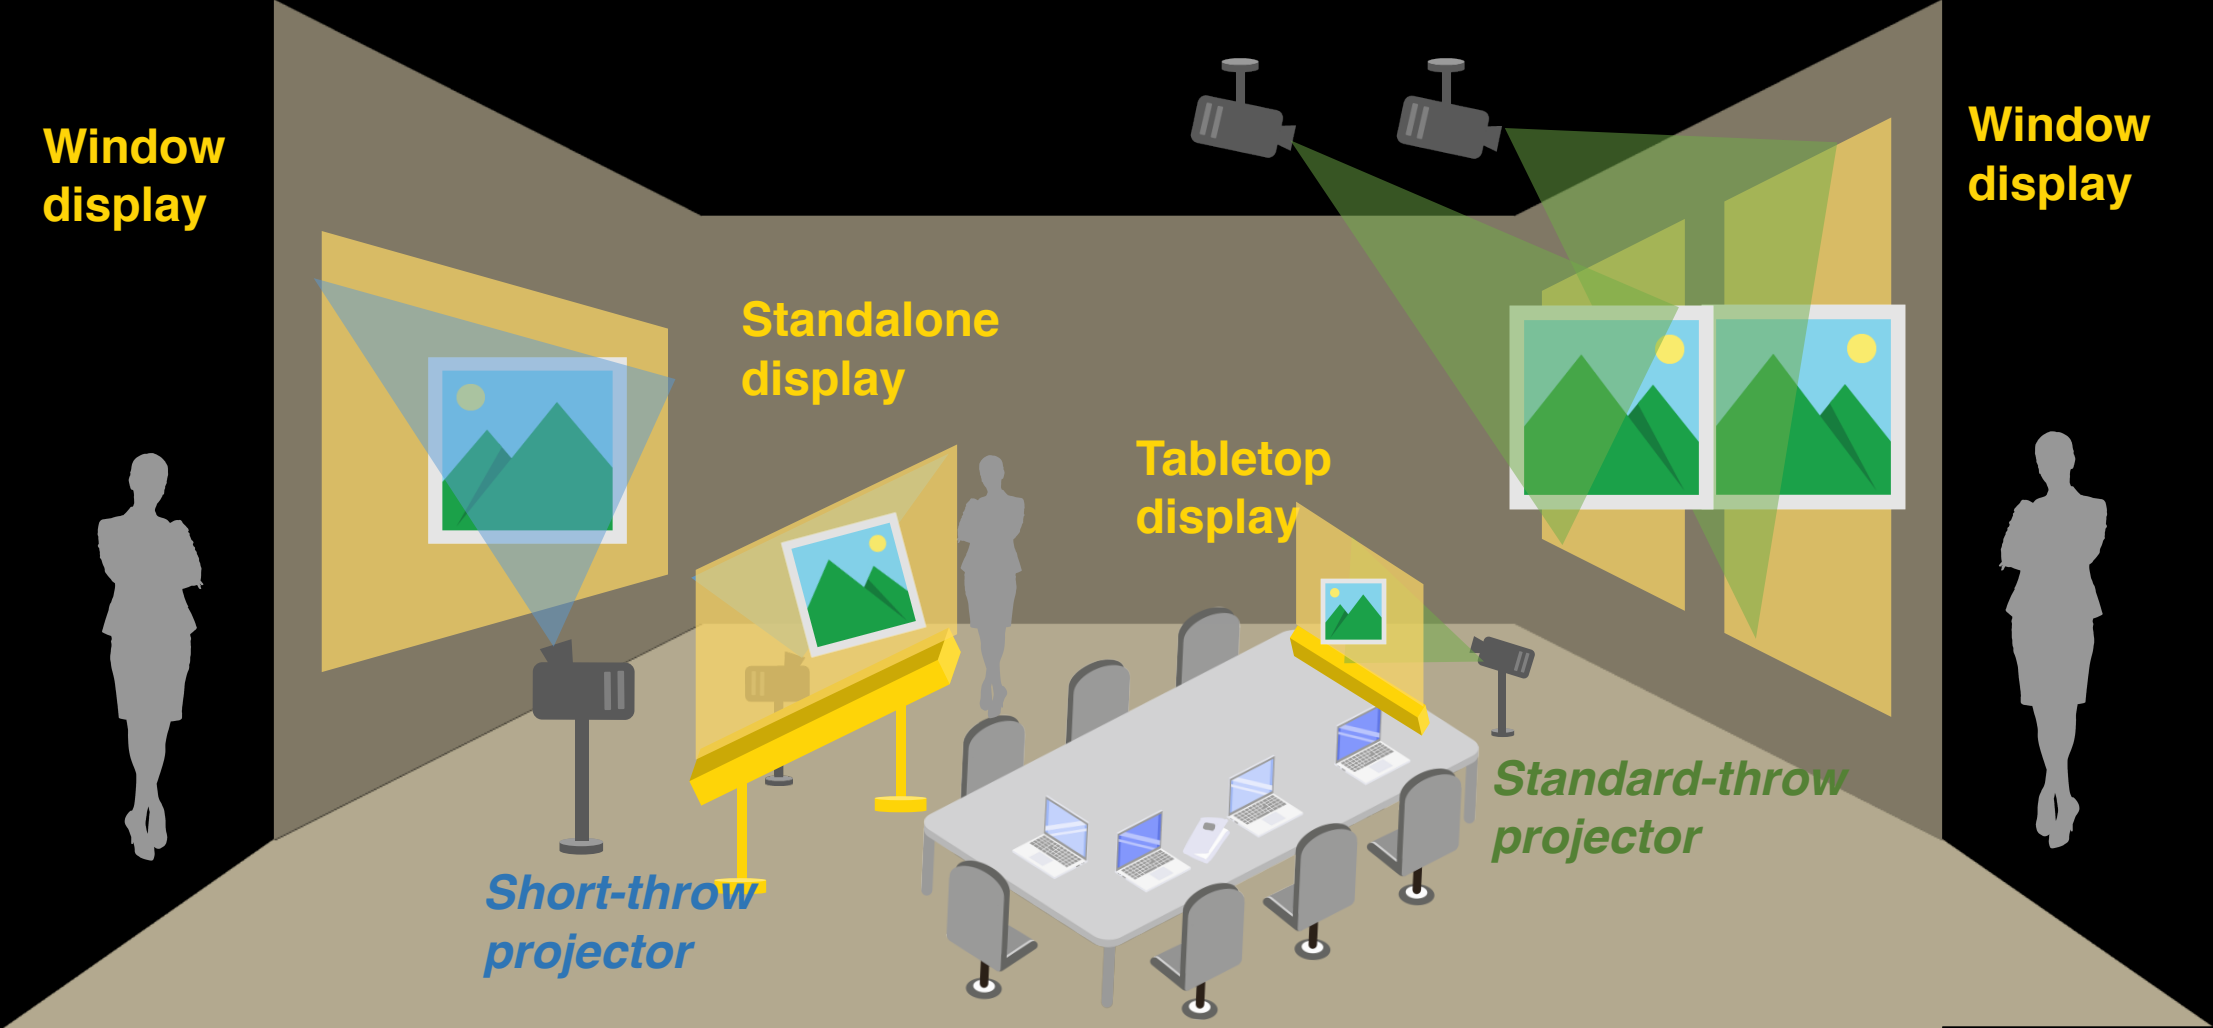 Window
display
Standalone
display
Tabletop
display
Window
display
Short-throw
projector
Standard-throw
projector